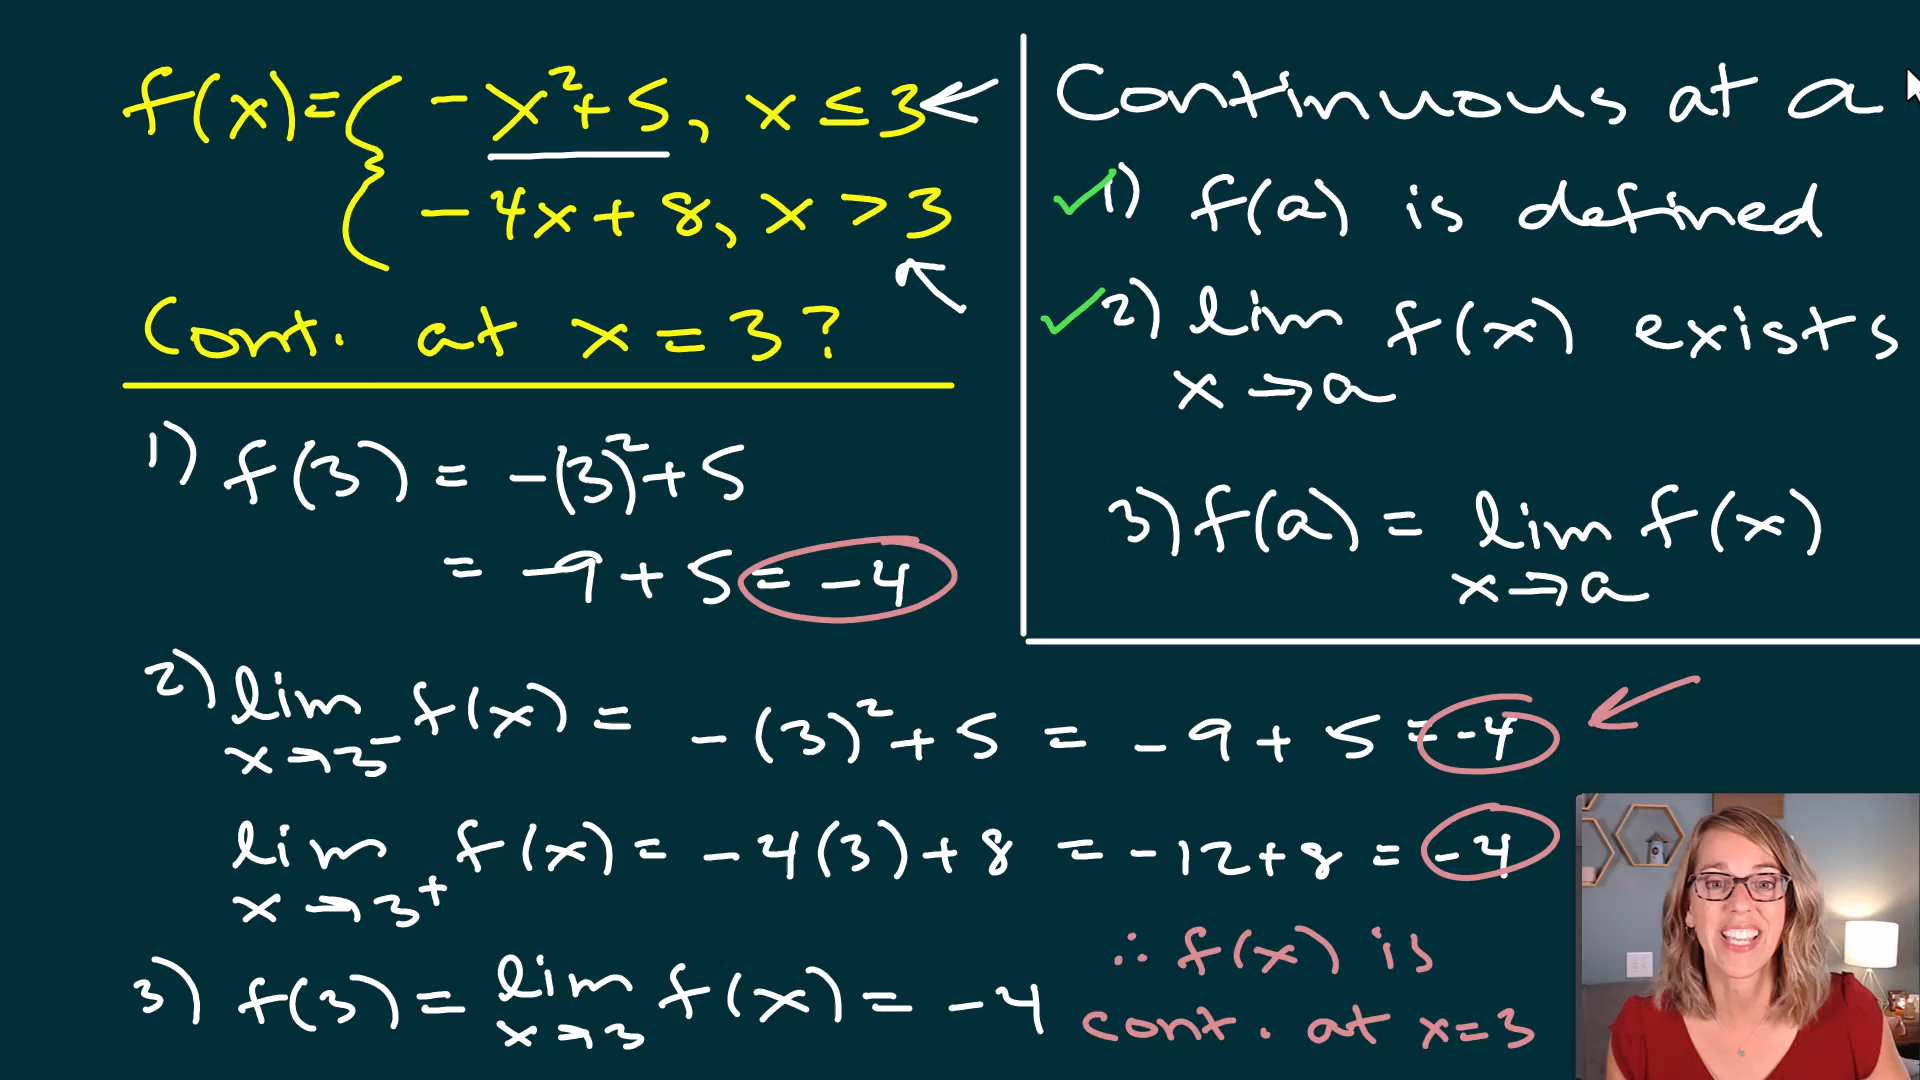 f(x)= { -x²+5, x ≤ 3
-4x+8, x > 3
Cont. at x = 3?
Continuous at a
1) f(a) is defined
2) lim f(x) exists
x→a
3) f(a) = lim f(x)
x→a
1) f(3) = -(3)²+5
= -9+5 = -4
2) lim f(x) = -(3)²+5 = -9+5 = -4
x→3⁻
lim f(x) = -4(3)+8 = -12+8 = -4
x→3⁺
3) f(3) = lim f(x) = -4
x→3
∴ f(x) is
cont. at x=3